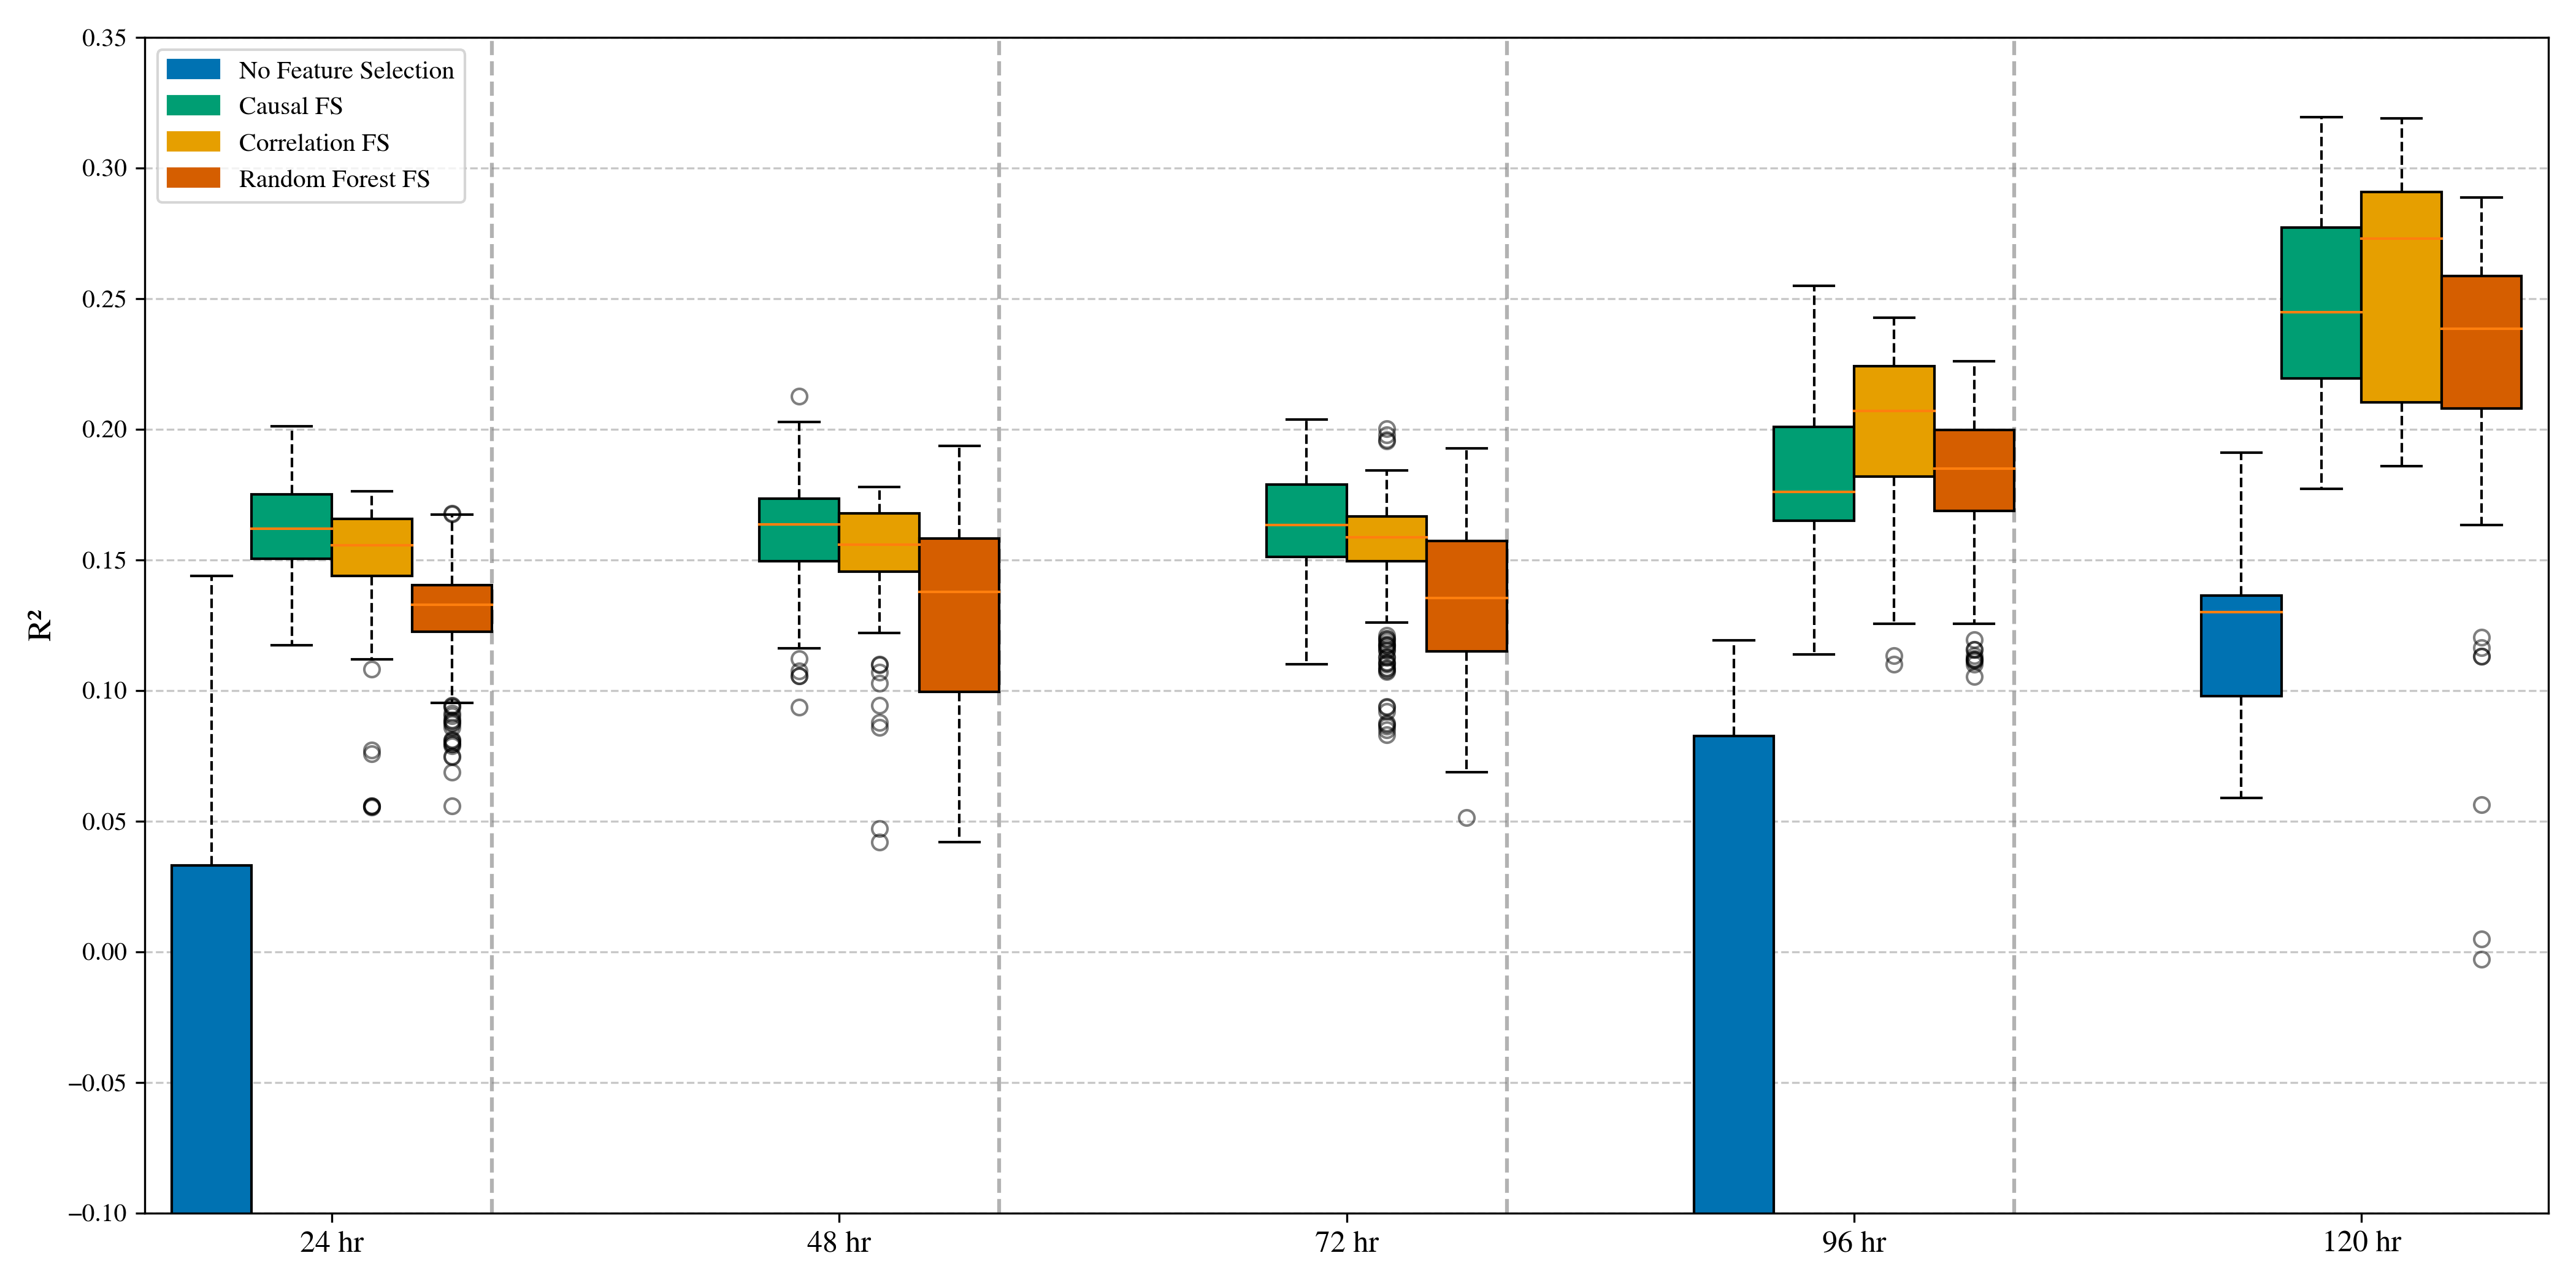 0.35
0.30
0.25
0.20
0.15
0.10
0.05
0.00
−0.05
−0.10
R²
No Feature Selection
Causal FS
Correlation FS
Random Forest FS
24 hr
48 hr
72 hr
96 hr
120 hr